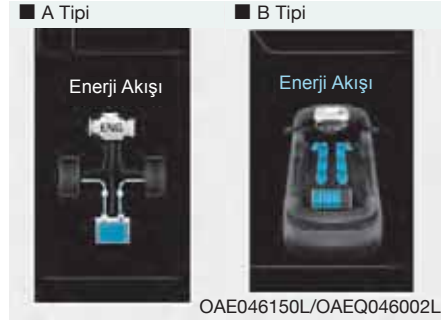 ■ A Tipi
■ B Tipi
Enerji Akışı
ENG
Enerji Akışı
OAE046150L/OAEQ046002L